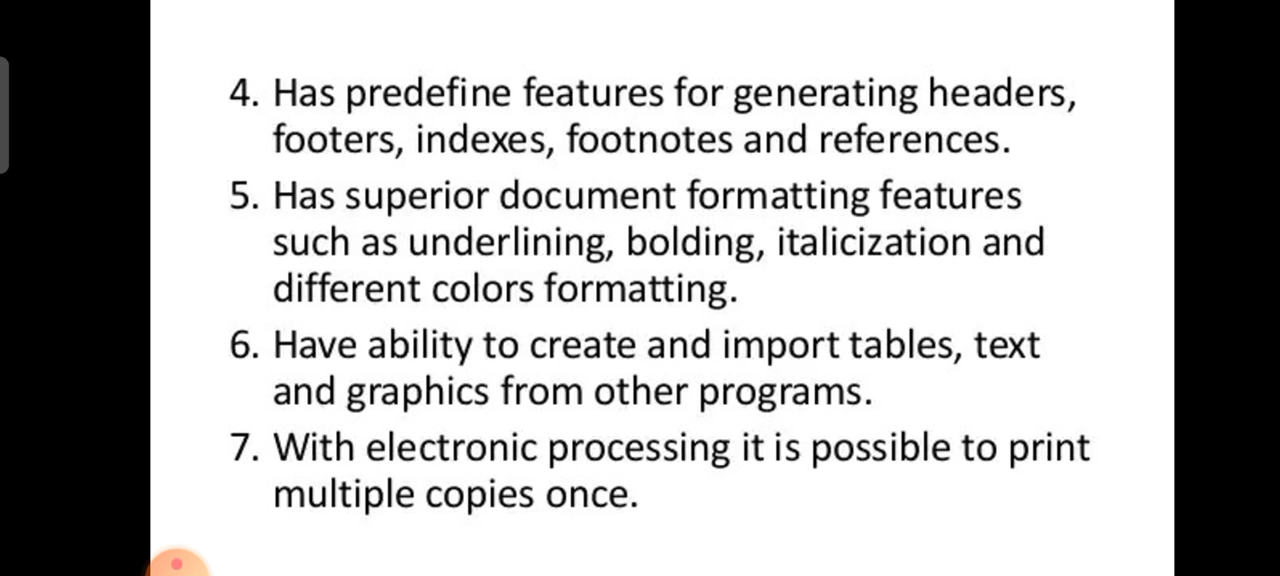 4. Has predefine features for generating headers,
footers, indexes, footnotes and references.
5. Has superior document formatting features
such as underlining, bolding, italicization and
different colors formatting.
6. Have ability to create and import tables, text
and graphics from other programs.
7. With electronic processing it is possible to print
multiple copies once.